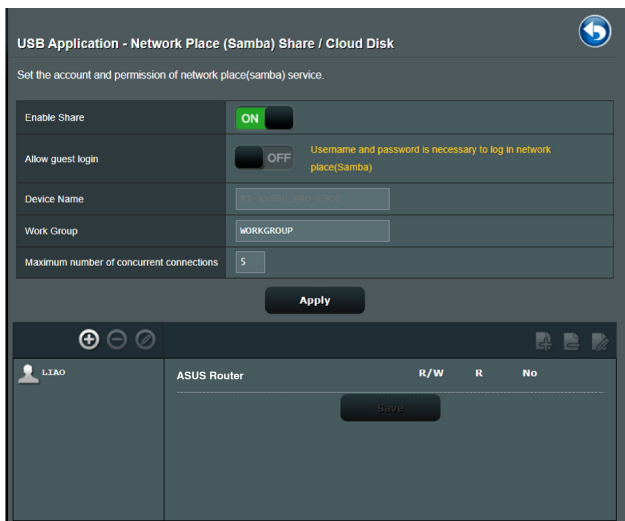 USB Application - Network Place (Samba) Share / Cloud Disk
Set the account and permission of network place(samba) service.
Enable Share
ON
Allow guest login
OFF
Username and password is necessary to log in network
place(Samba)
Device Name
Work Group
WORKGROUP
Maximum number of concurrent connections
5
Apply
LIAO
ASUS Router
R/W
R
No
Save